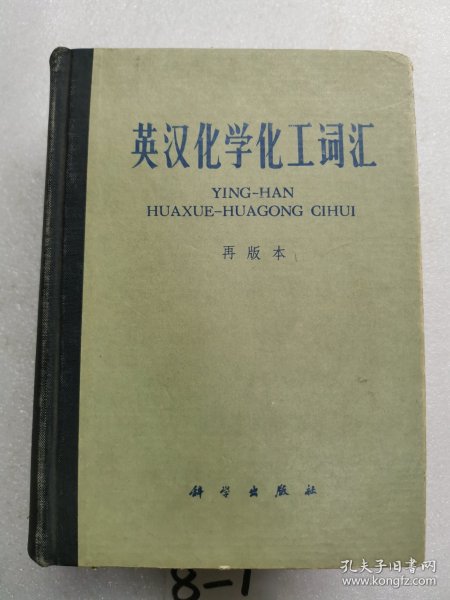 英汉化学化工词汇
YING-HAN
HUAXUE-HUAGONG CIHUI
再版本
科学出版社
8-1
孔夫子旧书网
www.kongfz.com